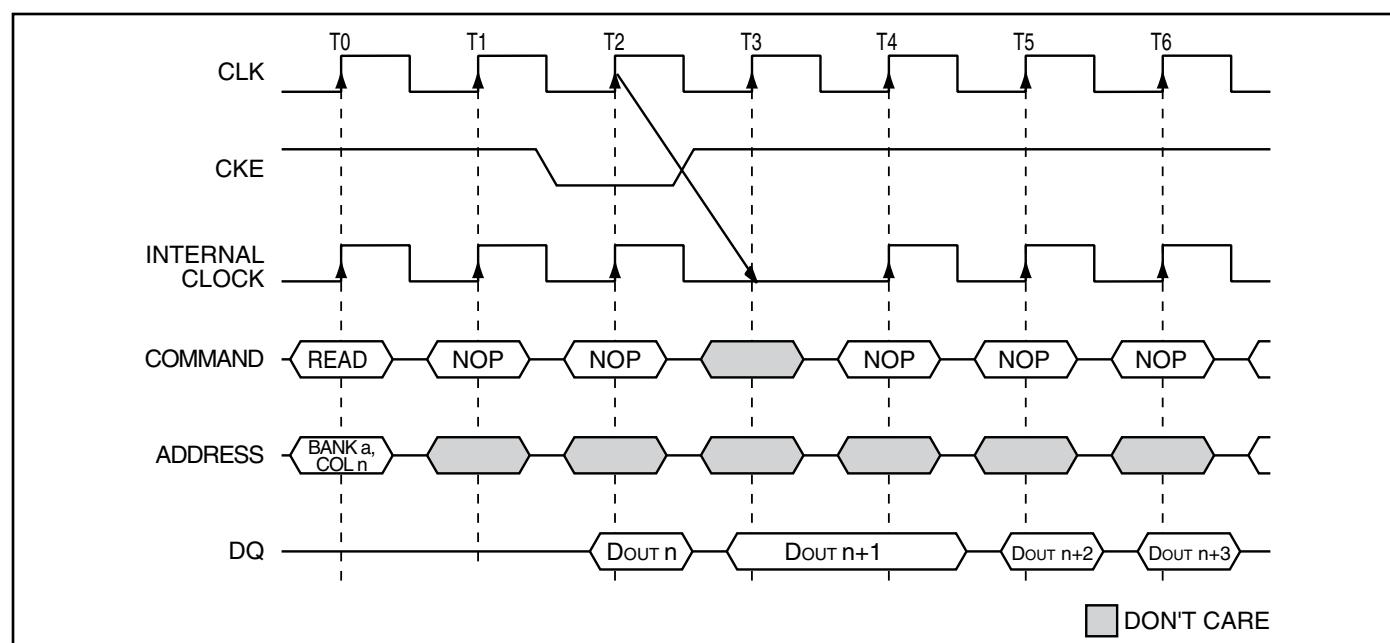 T0 T1 T2 T3 T4 T5 T6
CLK
CKE
INTERNAL
CLOCK
COMMAND READ NOP NOP NOP NOP NOP
ADDRESS BANK a,
COL n
DQ DOUT n DOUT n+1 DOUT n+2 DOUT n+3
DON'T CARE